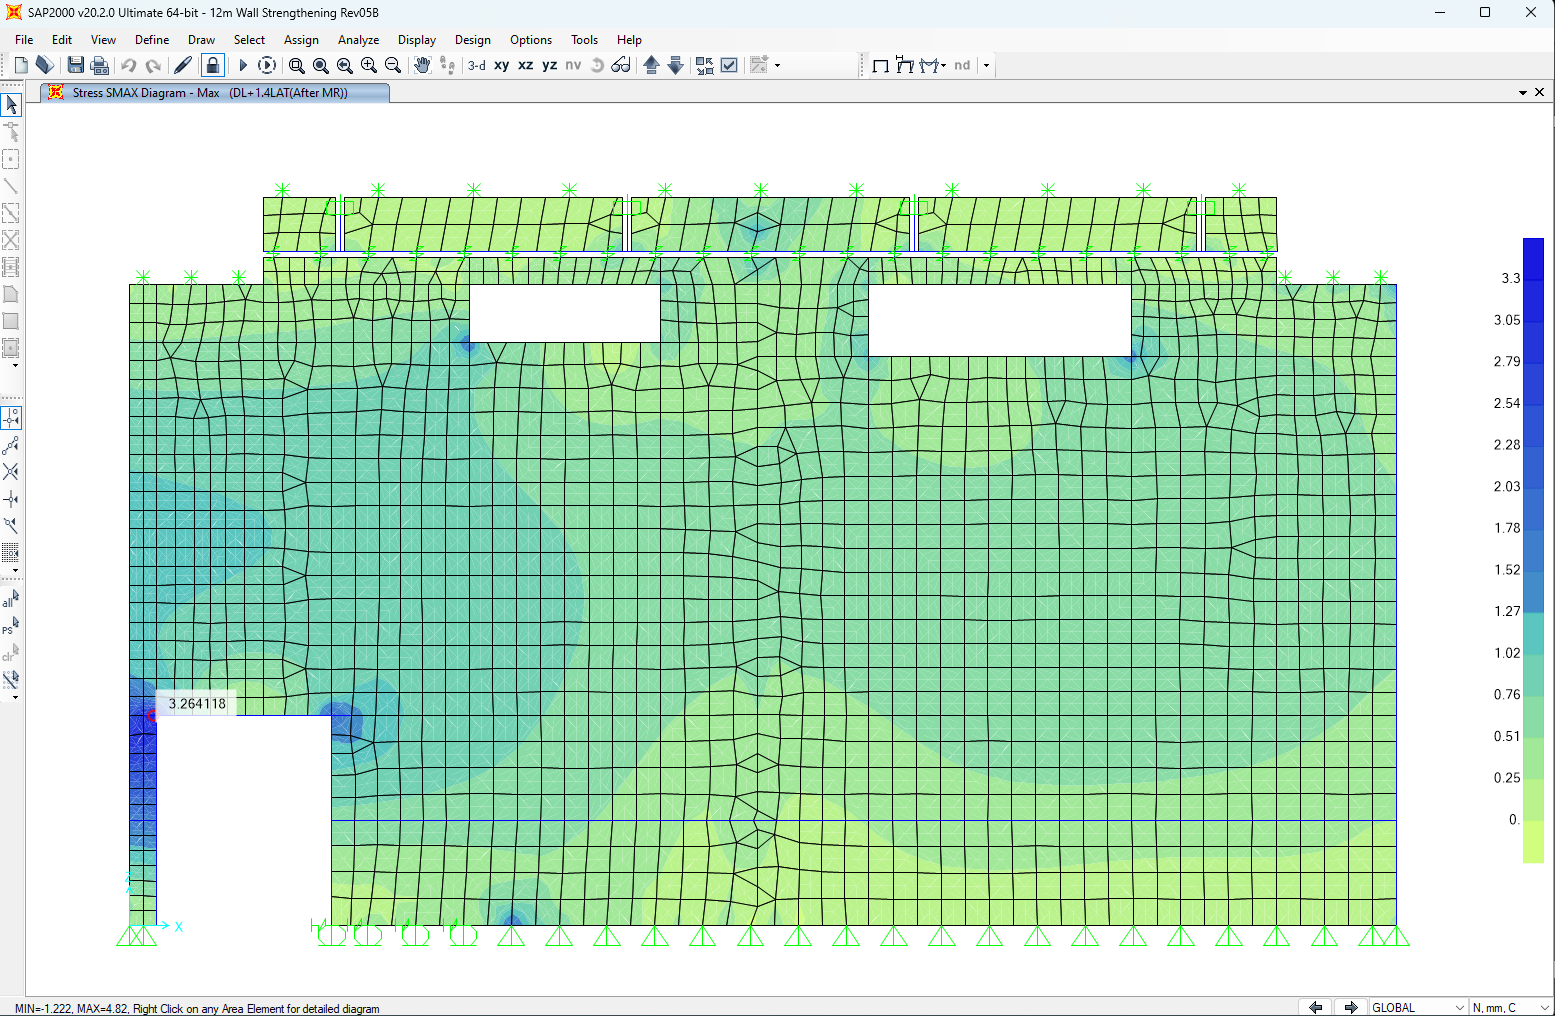 SAP2000 v20.2.0 Ultimate 64-bit - 12m Wall Strengthening Rev05B
File Edit View Define Draw Select Assign Analyze Display Design Options Tools Help
3-d xy xz yz nv nd
Stress SMAX Diagram - Max (DL+1.4LAT(After MR))
all
PS
clr
3.3
3.05
2.79
2.54
2.28
2.03
1.78
1.52
1.27
1.02
0.76
0.51
0.25
0.
3.264118
Z
X
MIN=-1.222, MAX=4.82, Right Click on any Area Element for detailed diagram
GLOBAL
N, mm, C